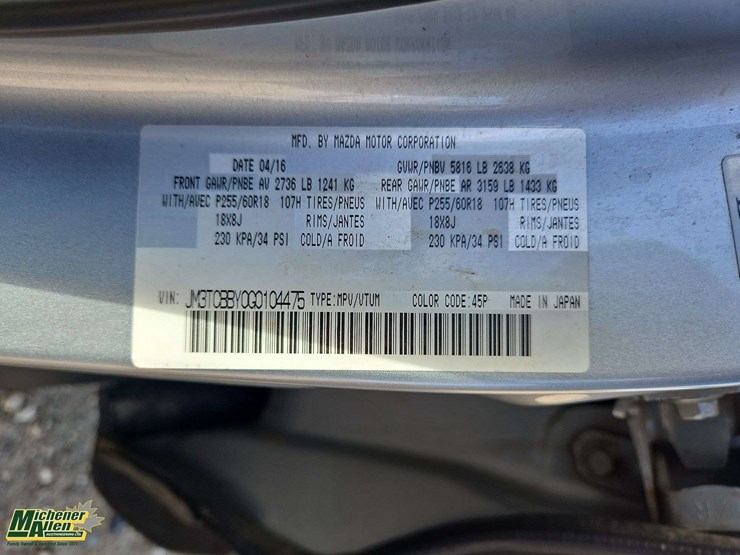 MFD. BY MAZDA MOTOR CORPORATION
DATE 04/16 GVWR/PNBV 5816 LB 2638 KG
FRONT GAWR/PNBE AV 2736 LB 1241 KG REAR GAWR/PNBE AR 3159 LB 1433 KG
WITH/AVEC P255/60R18 107H TIRES/PNEUS WITH/AVEC P255/60R18 107H TIRES/PNEUS
18X8J RIMS/JANTES 18X8J RIMS/JANTES
230 KPA/34 PSI COLD/A FROID 230 KPA/34 PSI COLD/A FROID
VIN: JM3TCBBY0G0104475 TYPE:MPV/VTUM COLOR CODE:45P MADE IN JAPAN
Michener
Allen
AUCTIONEERING LTD.